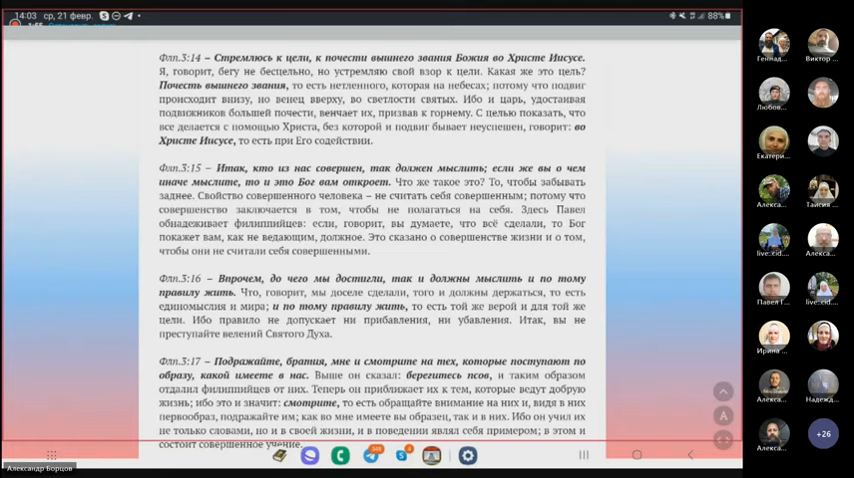 14:03 ср, 21 февр.
88%
Флп.3:14 – Стремлюсь к цели, к почести вышнего звания Божия во Христе Иисусе.
Я, говорит, бегу не бесцельно, но устремляю свой взор к цели. Какая же это цель?
Почесть вышнего звания, то есть нетленного, которая на небесах; потому что подвиг
происходит внизу, но венец вверху, во светлости святых. Ибо и царь, удостаивая
подвижников большей почести, венчает их, призвав к горнему. С целью показать, что
все делается с помощью Христа, без которой и подвиг бывает неуспешен, говорит: во
Христе Иисусе, то есть при Его содействии.
Флп.3:15 – Итак, кто из нас совершен, так должен мыслить; если же вы о чем
иначе мыслите, то и это Бог вам откроет. Что же такое это? То, чтобы забывать
заднее. Свойство совершенного человека – не считать себя совершенным; потому что
совершенство заключается в том, чтобы не полагаться на себя. Здесь Павел
обнадеживает филиппийцев: если, говорит, вы думаете, что всё сделали, то Бог
покажет вам, как не ведающим, должное. Это сказано о совершенстве жизни и о том,
чтобы они не считали себя совершенными.
Флп.3:16 – Впрочем, до чего мы достигли, так и должны мыслить и по тому
правилу жить. Что, говорит, мы доселе сделали, того и должны держаться, то есть
единомыслия и мира; и по тому правилу жить, то есть той же верой и для той же
цели. Ибо правило не допускает ни прибавления, ни убавления. Итак, вы не
преступайте велений Святого Духа.
Флп.3:17 – Подражайте, братия, мне и смотрите на тех, которые поступают по
образу, какой имеете в нас. Выше он сказал: берегитесь псов, и таким образом
отдалил филиппийцев от них. Теперь он приближает их к тем, которые ведут добрую
жизнь; ибо это и значит: смотрите, то есть обращайте внимание на них и, видя в них
первообраз, подражайте им; как во мне имеете вы образец, так и в них. Ибо он учил их
не только словами, но и в своей жизни, и в поведении являл себя примером; в этом и
состоит совершенное учение.
Александр Борцов
Геннад...
Виктор ...
Любов...
Екатери...
Алекса...
Таисия ...
live:.cid....
Алекса...
Павел Г...
live:.cid....
Ирина ...
Алекса...
Надежд...
Алекса...
+26